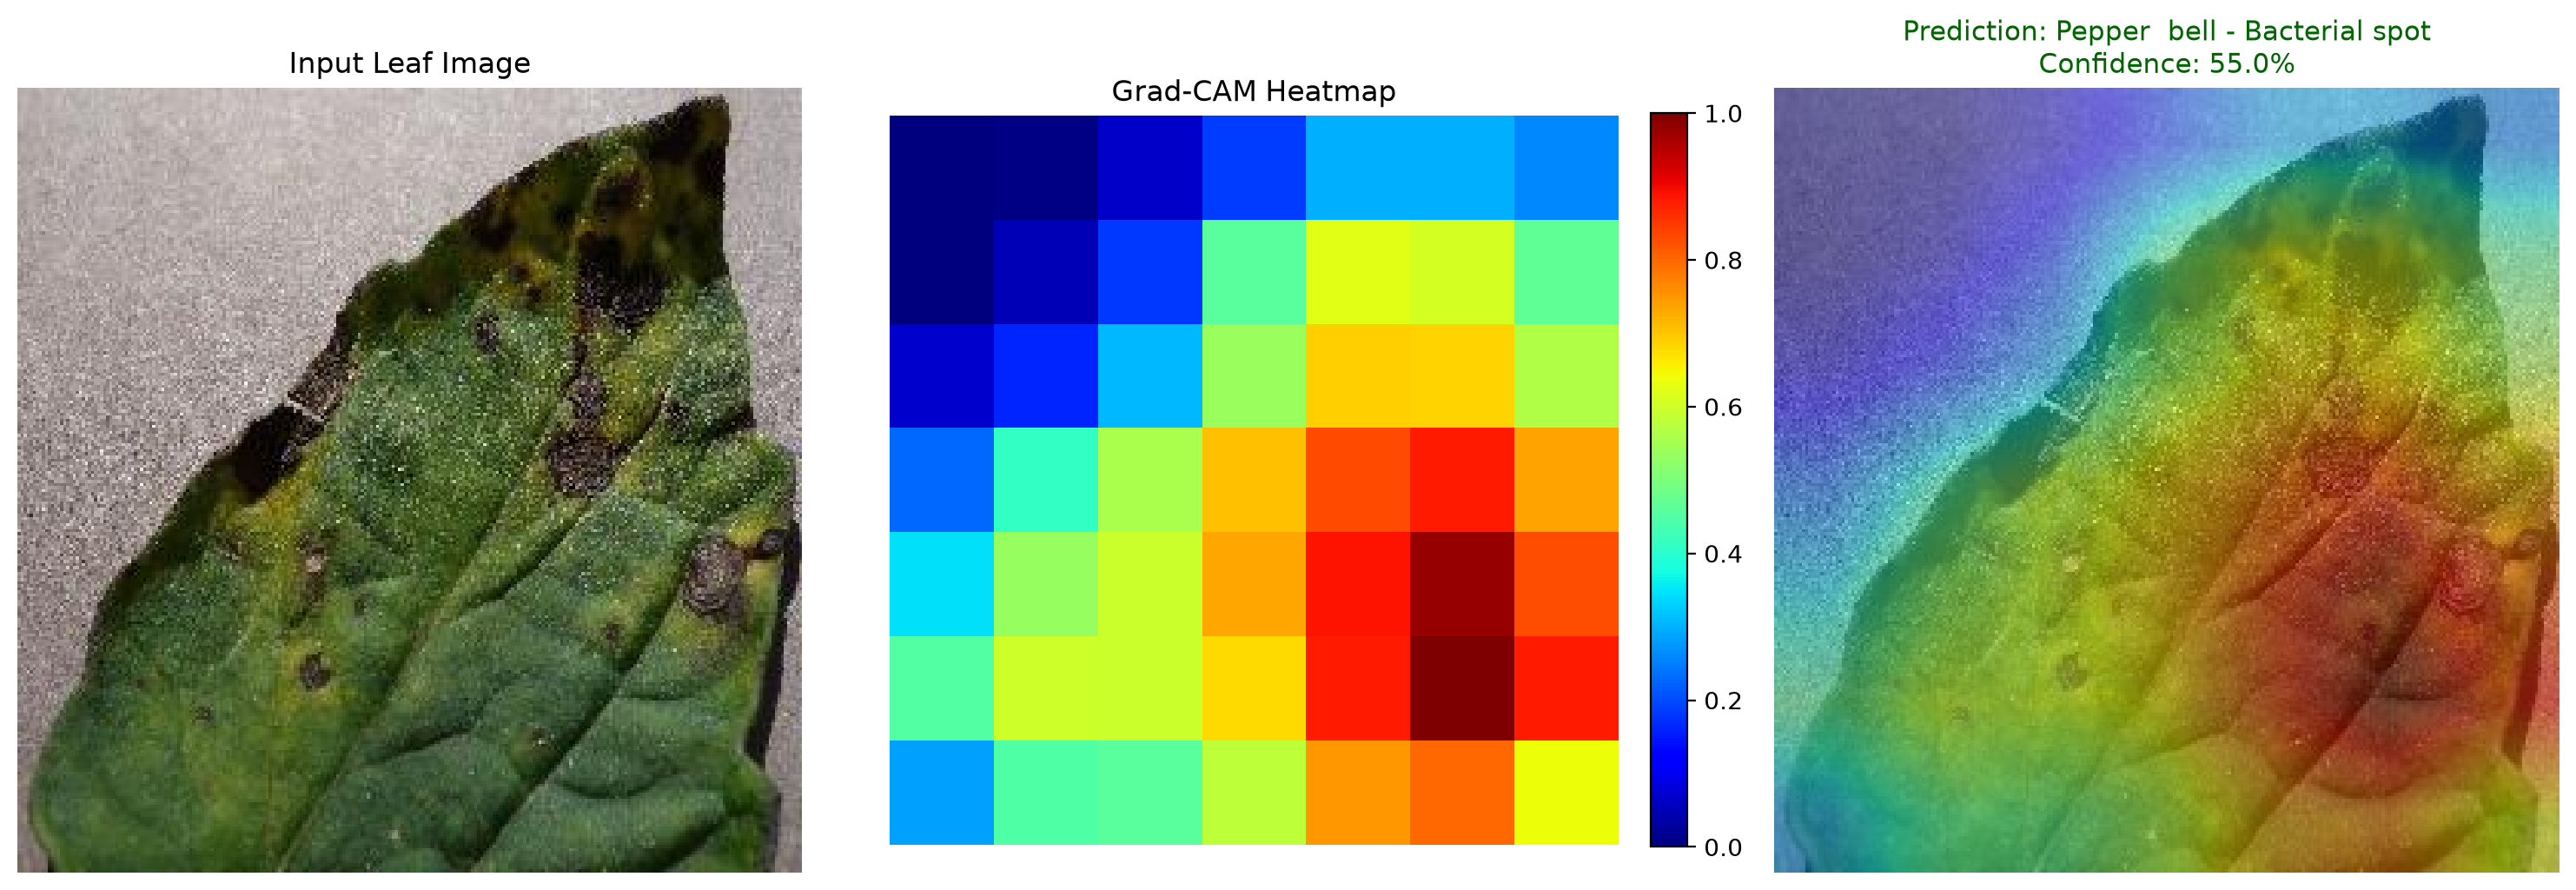 Input Leaf Image
Grad-CAM Heatmap
1.0
0.8
0.6
0.4
0.2
0.0
Prediction: Pepper  bell - Bacterial spot
Confidence: 55.0%